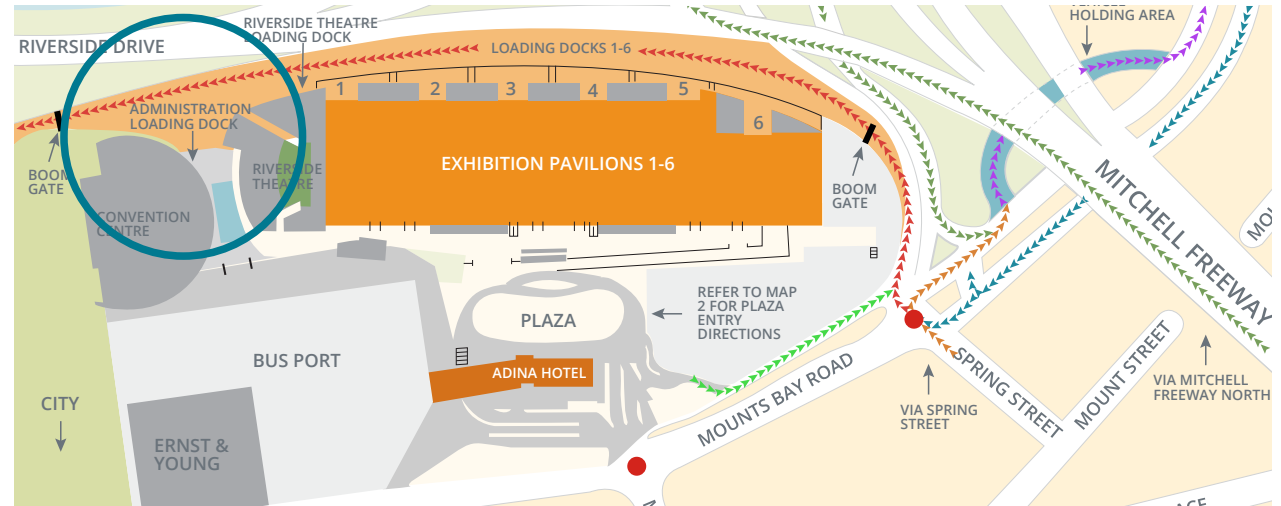 VEHICLE
HOLDING AREA
RIVERSIDE THEATRE
LOADING DOCK
RIVERSIDE DRIVE
LOADING DOCKS 1-6
1
2
3
4
5
6
ADMINISTRATION
LOADING DOCK
EXHIBITION PAVILIONS 1-6
RIVERSIDE
THEATRE
BOOM
GATE
BOOM
GATE
CONVENTION
CENTRE
MITCHELL FREEWAY
MOU
REFER TO MAP
2 FOR PLAZA
ENTRY
DIRECTIONS
PLAZA
BUS PORT
ADINA HOTEL
CITY
ERNST &
YOUNG
MOUNTS BAY ROAD
SPRING STREET
MOUNT STREET
VIA SPRING
STREET
VIA MITCHELL
FREEWAY NORTH
ACE